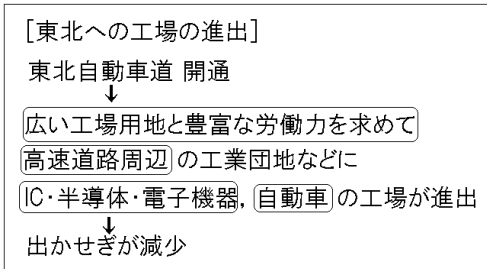 [東北への工場の進出]
東北自動車道 開通
↓
広い工場用地と豊富な労働力を求めて
高速道路周辺の工業団地などに
IC・半導体・電子機器,自動車の工場が進出
↓
出かせぎが減少